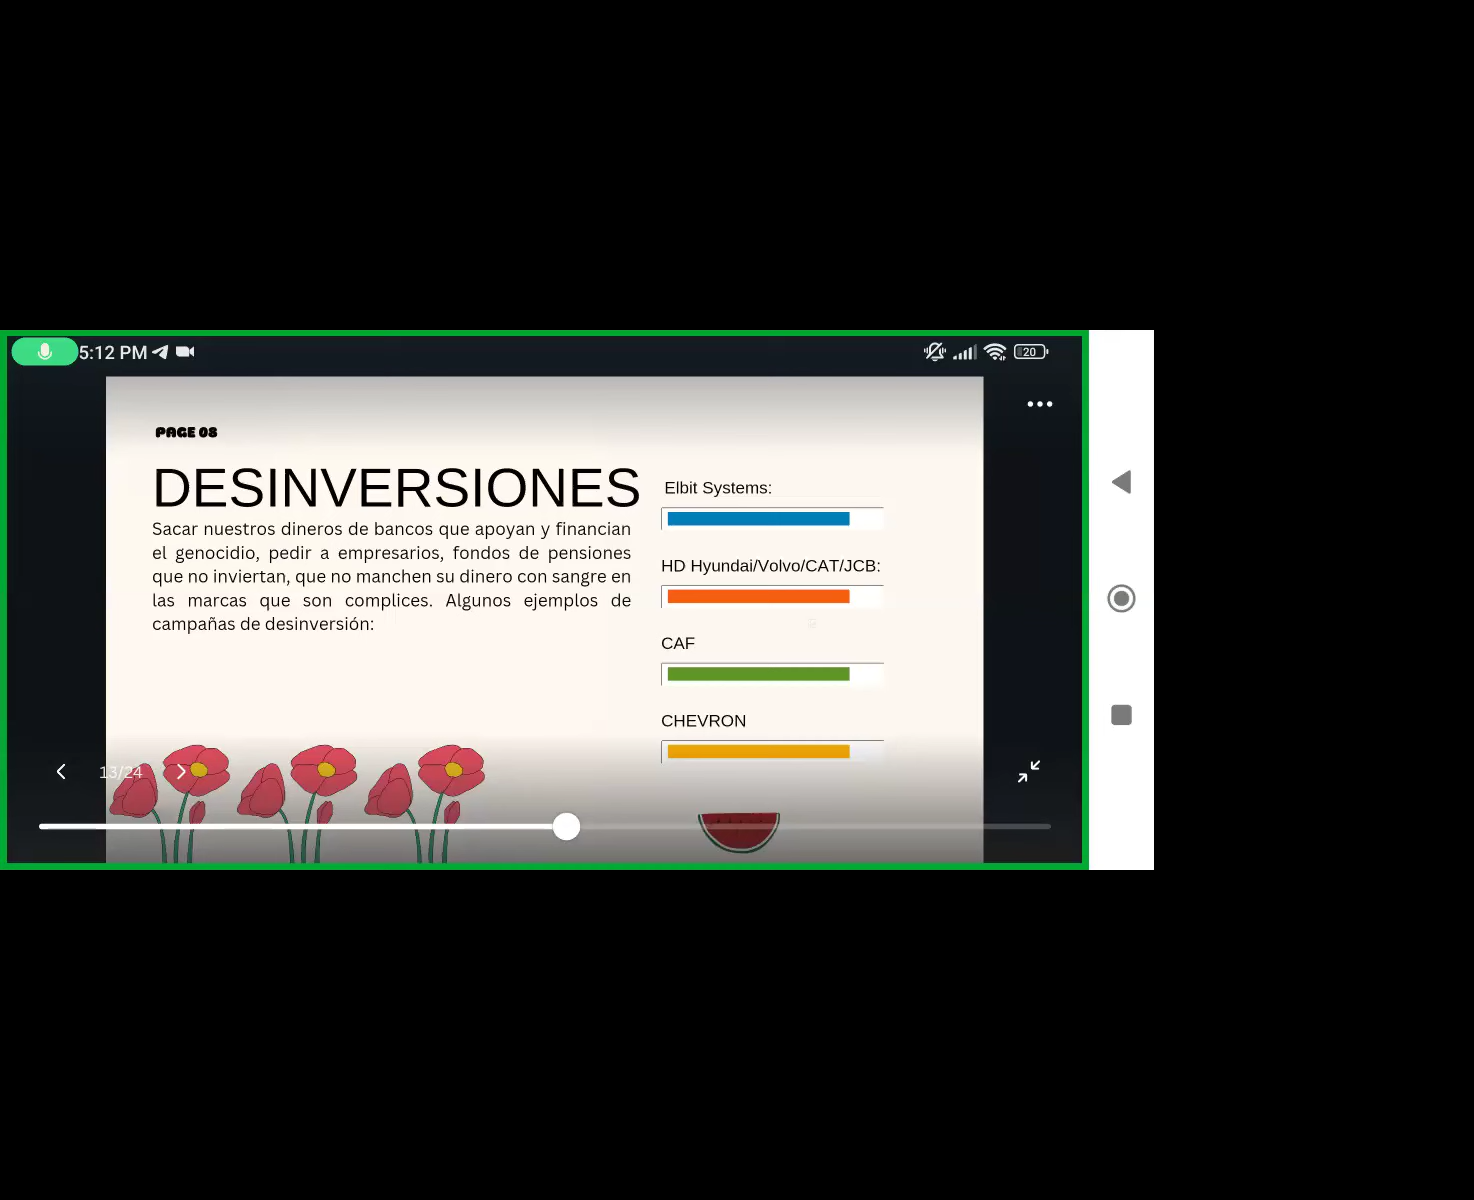 5:12 PM
20
PAGE 08
DESINVERSIONES
Sacar nuestros dineros de bancos que apoyan y financian
el genocidio, pedir a empresarios, fondos de pensiones
que no inviertan, que no manchen su dinero con sangre en
las marcas que son complices. Algunos ejemplos de
campañas de desinversión:
Elbit Systems:
HD Hyundai/Volvo/CAT/JCB:
CAF
CHEVRON
13/24